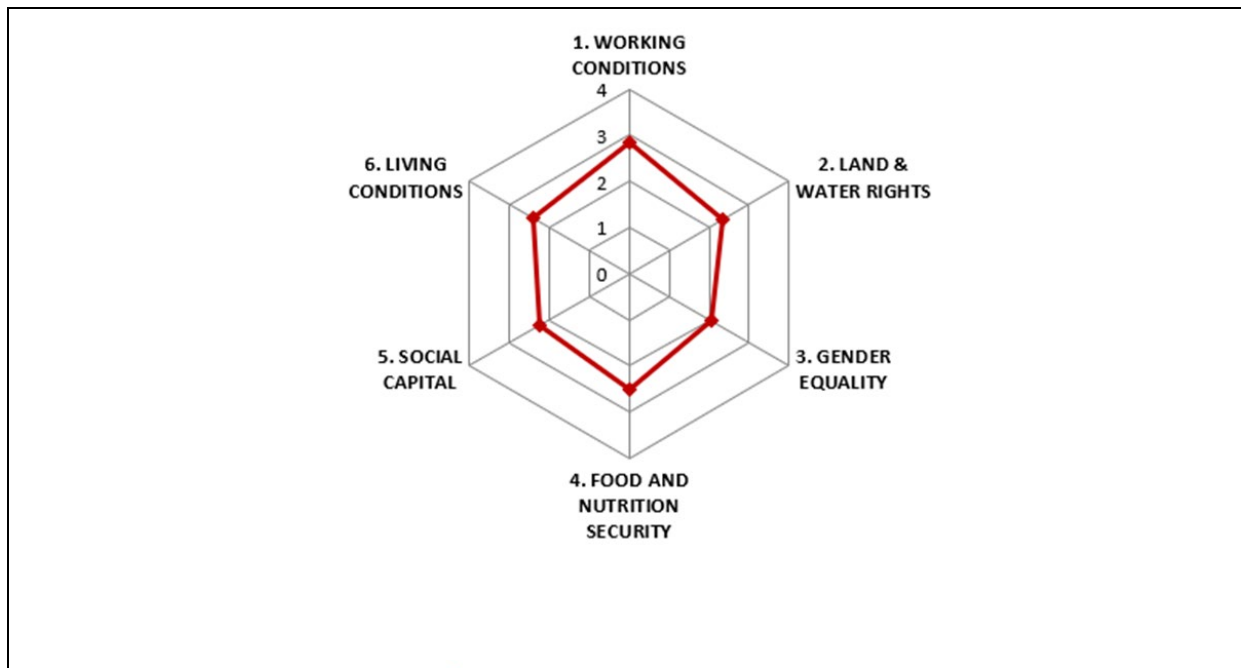 1. WORKING
CONDITIONS
4
3
2
1
0
2. LAND &
WATER RIGHTS
3. GENDER
EQUALITY
4. FOOD AND
NUTRITION
SECURITY
5. SOCIAL
CAPITAL
6. LIVING
CONDITIONS